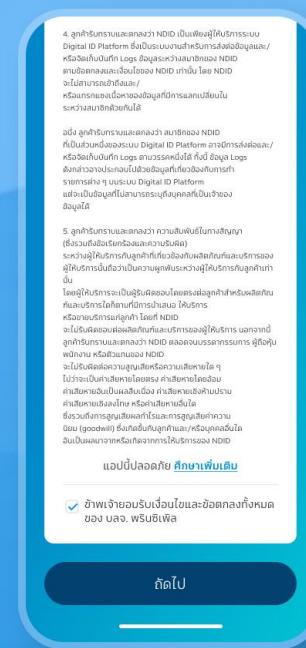 4. ลูกค้ารับทราบและตกลงว่า NDID เป็นเพียงผู้ให้บริการระบบ
Digital ID Platform ซึ่งเป็นระบบงานสำหรับการส่งต่อข้อมูลและ/
หรือจัดเก็บบันทึก Logs ข้อมูลระหว่างสมาชิกของ NDID
ตามข้อตกลงและเงื่อนไขของ NDID เท่านั้น โดย NDID
จะไม่สามารถเข้าถึงและ/
หรือแทรกแซงเนื้อหาของข้อมูลที่มีการแลกเปลี่ยนใน
ระหว่างสมาชิกด้วยกันได้
อนึ่ง ลูกค้ารับทราบและตกลงว่า สมาชิกของ NDID
ที่เป็นส่วนหนึ่งของระบบ Digital ID Platform อาจมีการส่งต่อและ/
หรือจัดเก็บบันทึก Logs ตามวรรคหนึ่งได้ ทั้งนี้ ข้อมูล Logs
ดังกล่าวอาจประกอบไปด้วยข้อมูลที่เกี่ยวข้องกับการทำ
รายการต่าง ๆ บนระบบ Digital ID Platform
แต่จะเป็นข้อมูลที่ไม่สามารถระบุถึงบุคคลที่เป็นเจ้าของ
ข้อมูลได้
5. ลูกค้ารับทราบและตกลงว่า ความสัมพันธ์ในทางสัญญา
(ซึ่งรวมถึงข้อเรียกร้องและความรับผิด)
ระหว่างผู้ให้บริการกับลูกค้าที่เกี่ยวข้องกับผลิตภัณฑ์และบริการของ
ผู้ให้บริการนั้นถือว่าเป็นความผูกพันระหว่างผู้ให้บริการกับลูกค้าเท่า
นั้น
โดยผู้ให้บริการจะเป็นผู้รับผิดชอบโดยตรงต่อลูกค้าสำหรับผลิตภัณ
ฑ์และบริการใดก็ตามที่มีการนำเสนอ ให้บริการ
หรือขายบริการแก่ลูกค้า โดยที่ NDID
จะไม่รับผิดชอบต่อผลิตภัณฑ์และบริการของผู้ให้บริการ นอกจากนี้
ลูกค้ารับทราบและตกลงว่า NDID ตลอดจนบรรดากรรมการ ผู้ถือหุ้น
พนักงาน หรือตัวแทนของ NDID
จะไม่รับผิดต่อความสูญเสียหรือความเสียหายใด ๆ
ไม่ว่าจะเป็นค่าเสียหายโดยตรง ค่าเสียหายโดยอ้อม
ค่าเสียหายอันเป็นผลสืบเนื่อง ค่าเสียหายเชิงห้ามปราม
ค่าเสียหายเชิงลงโทษ หรือค่าเสียหายอื่นใด
ซึ่งรวมถึงการสูญเสียผลกำไรและการสูญเสียค่าความ
นิยม (goodwill) ซึ่งเกิดขึ้นกับลูกค้าและ/หรือบุคคลอื่นใด
อันเป็นผลมาจากหรือเกิดจากการให้บริการของ NDID
แอปนี้ปลอดภัย ศึกษาเพิ่มเติม
ข้าพเจ้ายอมรับเงื่อนไขและข้อตกลงทั้งหมด
ของ บลจ. พรินซิเพิล
ถัดไป